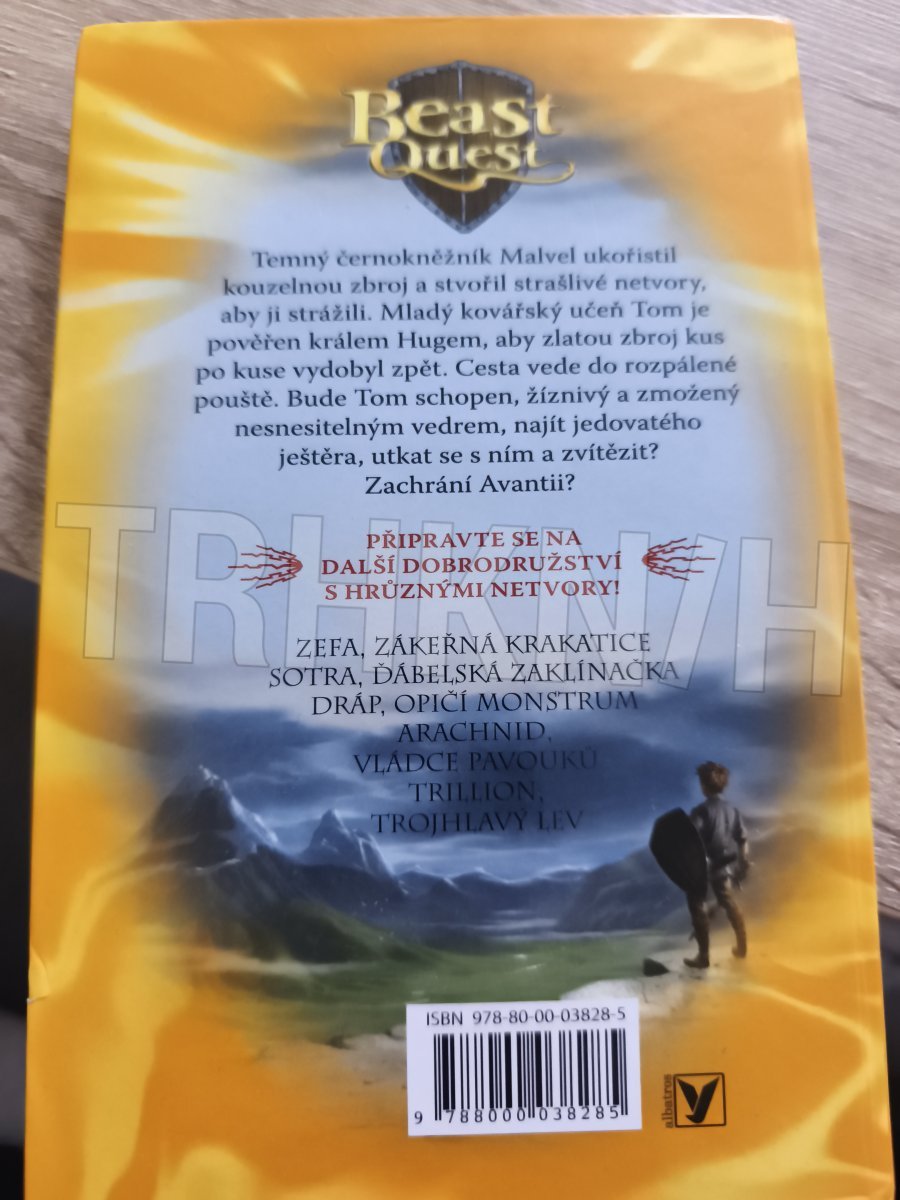 Beast
Quest
Temný černokněžník Malvel ukořistil
kouzelnou zbroj a stvořil strašlivé netvory,
aby ji strážili. Mladý kovářský učeň Tom je
pověřen králem Hugem, aby zlatou zbroj kus
po kuse vydobyl zpět. Cesta vede do rozpálené
pouště. Bude Tom schopen, žíznivý a zmožený
nesnesitelným vedrem, najít jedovatého
ještěra, utkat se s ním a zvítězit?
Zachrání Avantii?
TRHKNIH
PŘIPRAVTE SE NA
DALŠÍ DOBRODRUŽSTVÍ
S HRŮZNÝMI NETVORY!
ZEFA, ZÁKEŘNÁ KRAKATICE
SOTRA, ĎÁBELSKÁ ZAKLÍNAČKA
DRÁP, OPIČÍ MONSTRUM
ARACHNID,
VLÁDCE PAVOUKŮ
TRILLION,
TROJHLAVÝ LEV
ISBN 978-80-00-03828-5
9 788000 038285
albatros